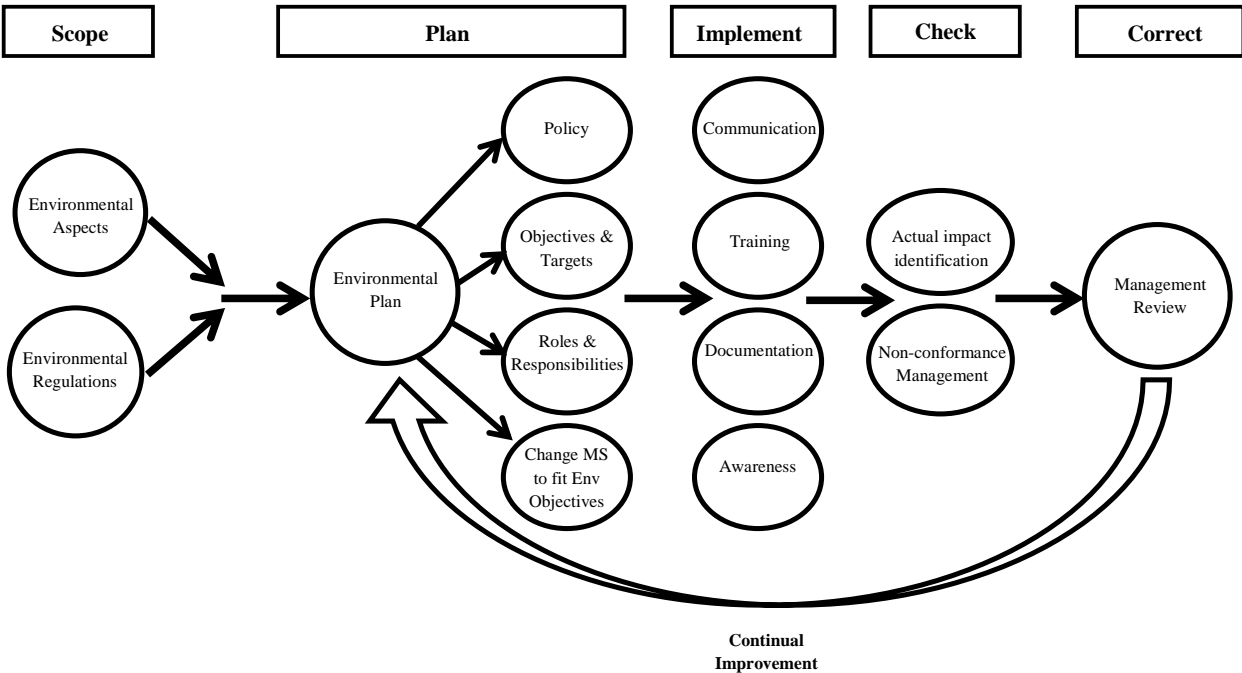 Scope
Plan
Implement
Check
Correct
Environmental
Aspects
Environmental
Regulations
Environmental
Plan
Policy
Objectives &
Targets
Roles &
Responsibilities
Change MS
to fit Env
Objectives
Communication
Training
Documentation
Awareness
Actual impact
identification
Non-conformance
Management
Management
Review
Continual
Improvement